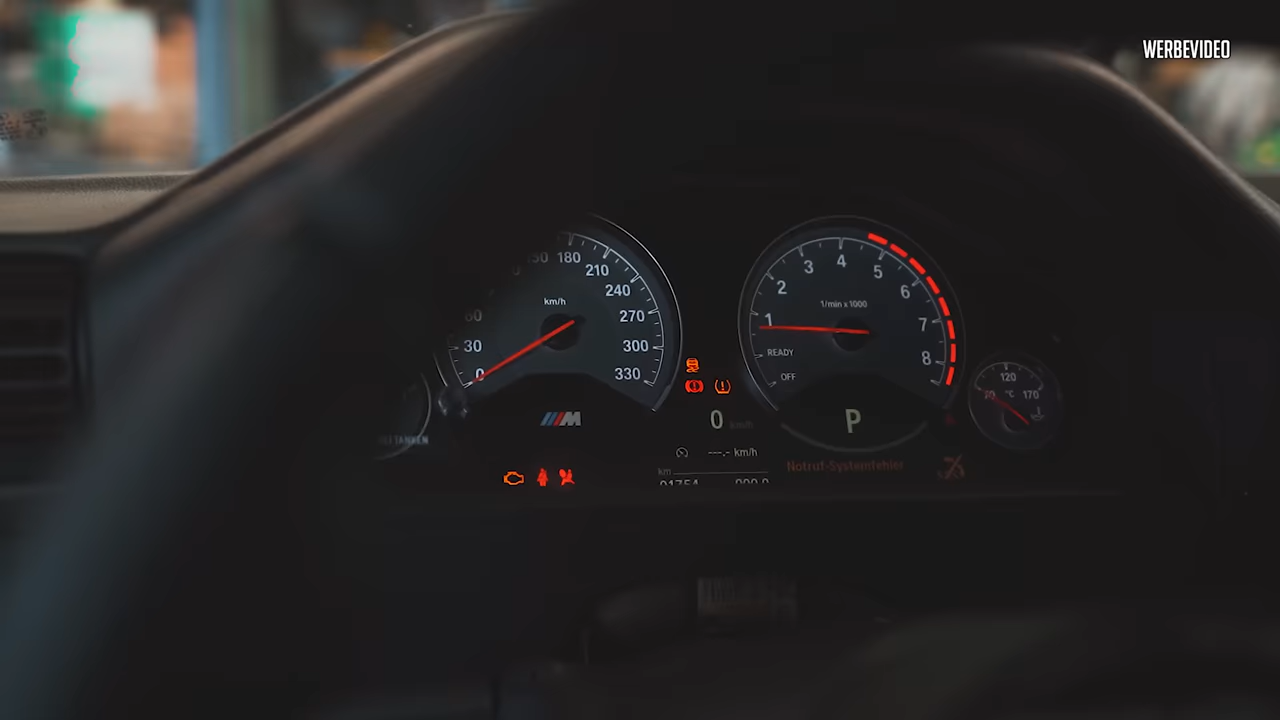 WERBEVIDEO
180
210
240
270
300
330
km/h
30
0
M
1
2
3
4
5
6
7
8
1/min x 1000
READY
OFF
P
0 km/h
---.- km/h
km
Notruf-Systemfehler
120
°C
170